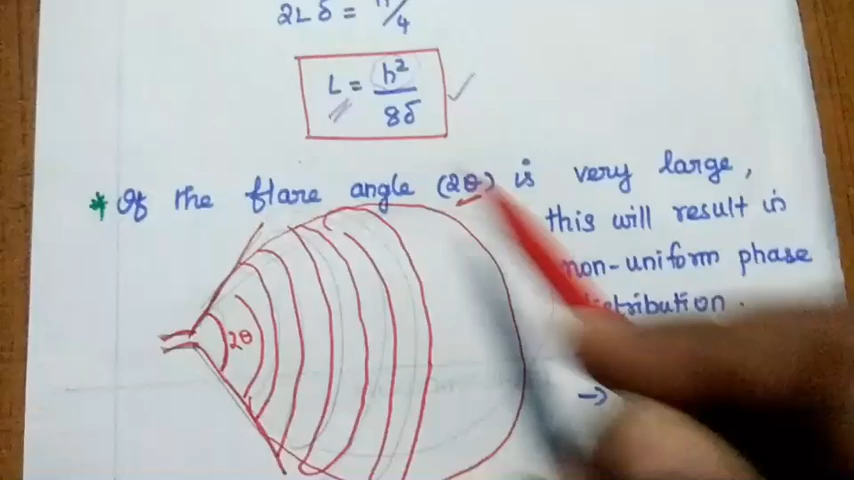 2Lδ = π/4
L = h²/8δ
* If the flare angle (2θ) is very large,
this will result in
non-uniform phase
distribution.
2θ
→